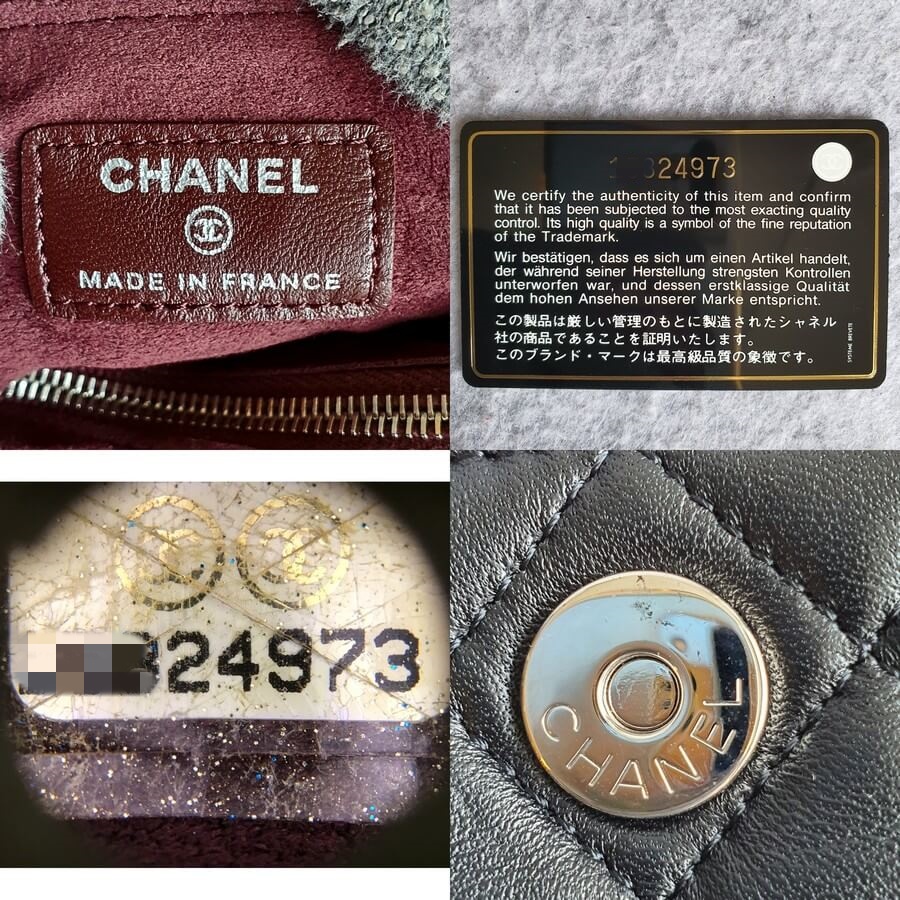 CHANEL
MADE IN FRANCE
324973
We certify the authenticity of this item and confirm
that it has been subjected to the most exacting quality
control. Its high quality is a symbol of the fine reputation
of the Trademark.
Wir bestätigen, dass es sich um einen Artikel handelt,
der während seiner Herstellung strengsten Kontrollen
unterworfen war, und dessen erstklassige Qualität
dem hohen Ansehen unserer Marke entspricht.
この製品は厳しい管理のもとに製造されたシャネル
社の商品であることを証明いたします。
このブランド・マークは最高級品質の象徴です。
SYSTEME BREVETE
24973
CHANEL